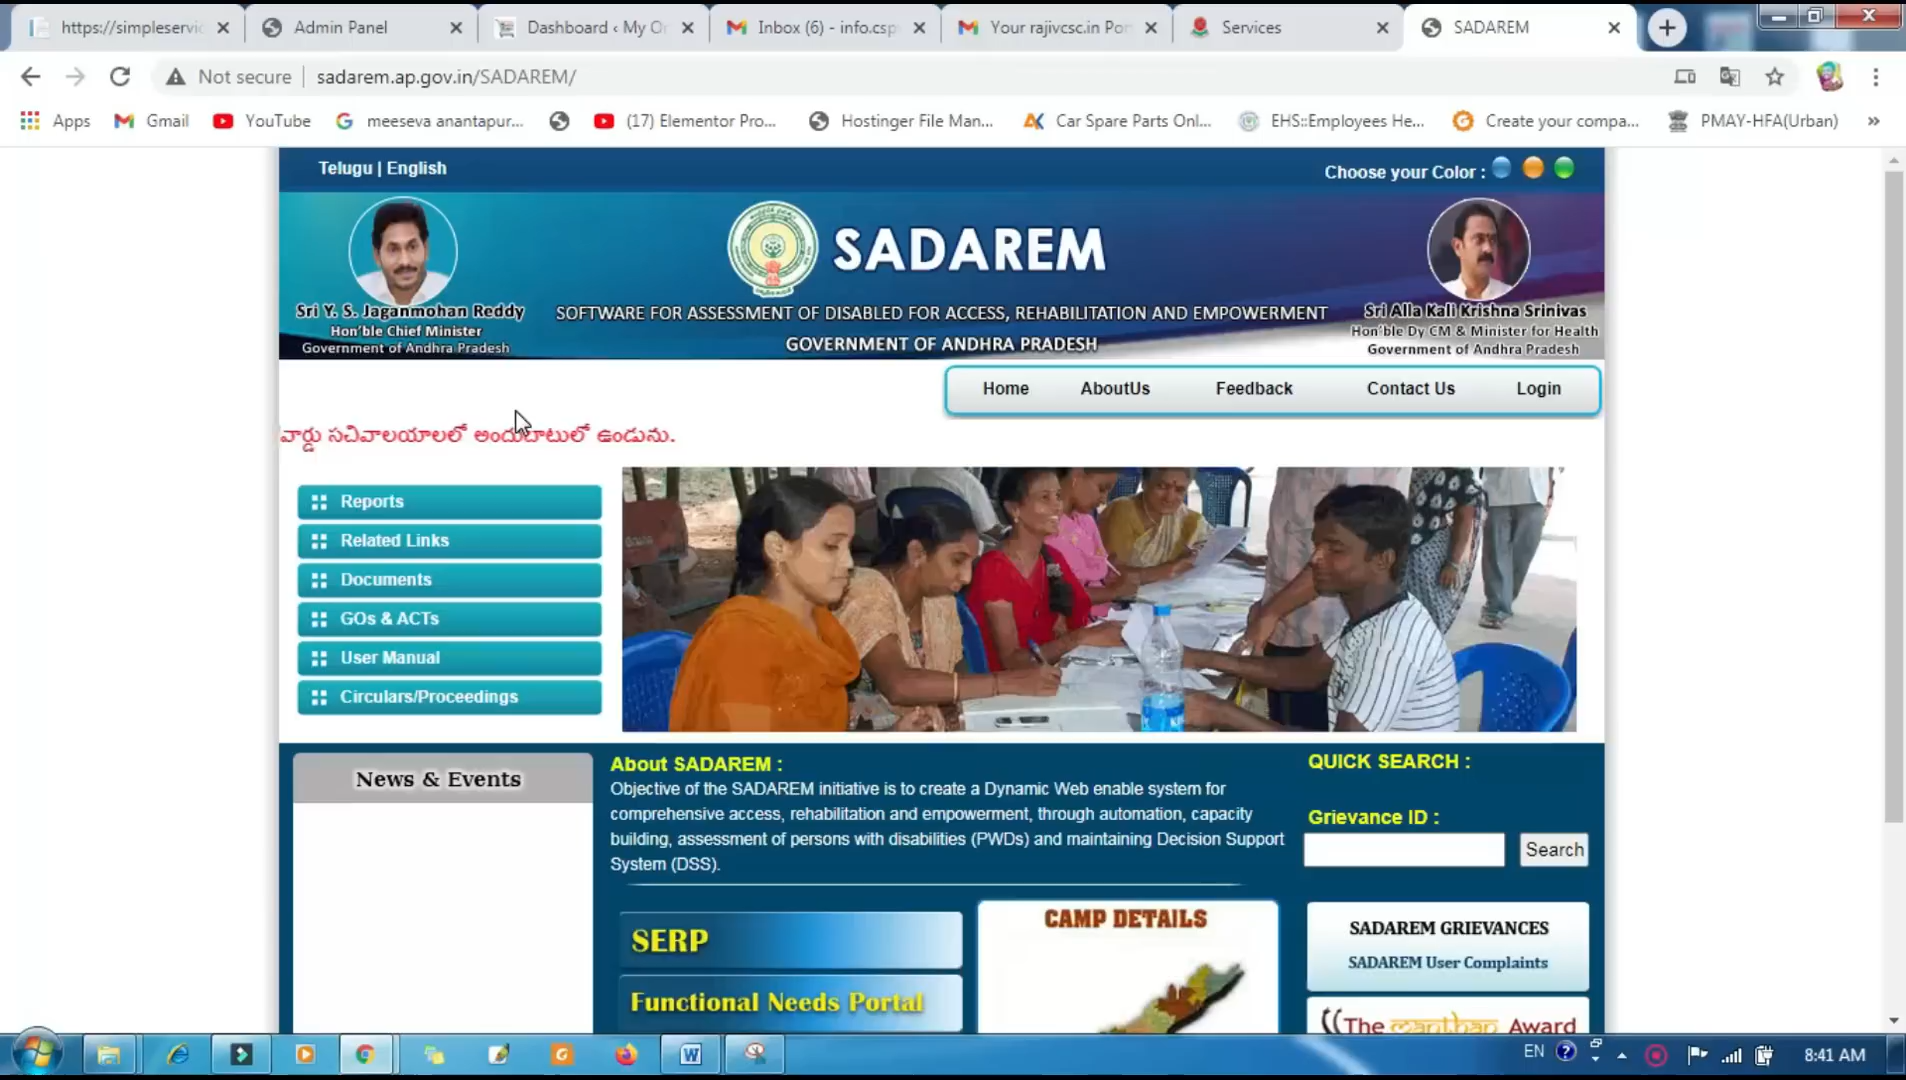 https://simpleservic
Admin Panel
Dashboard ‹ My Or
Inbox (6) - info.csp
Your rajivcsc.in Por
Services
SADAREM
Not secure
sadarem.ap.gov.in/SADAREM/
Apps
Gmail
YouTube
meeseva anantapur...
(17) Elementor Pro...
Hostinger File Man...
Car Spare Parts Onl...
EHS::Employees He...
Create your compa...
PMAY-HFA(Urban)
»
Telugu | English
Choose your Color :
SADAREM
SOFTWARE FOR ASSESSMENT OF DISABLED FOR ACCESS, REHABILITATION AND EMPOWERMENT
GOVERNMENT OF ANDHRA PRADESH
Sri Y. S. Jaganmohan Reddy
Hon'ble Chief Minister
Government of Andhra Pradesh
Sri Alla Kali Krishna Srinivas
Hon'ble Dy CM & Minister for Health
Government of Andhra Pradesh
Home AboutUs Feedback Contact Us Login
వార్డు సచివాలయాలలో అందుబాటులో ఉండును.
Reports
Related Links
Documents
GOs & ACTs
User Manual
Circulars/Proceedings
News & Events
About SADAREM :
Objective of the SADAREM initiative is to create a Dynamic Web enable system for
comprehensive access, rehabilitation and empowerment, through automation, capacity
building, assessment of persons with disabilities (PWDs) and maintaining Decision Support
System (DSS).
QUICK SEARCH :
Grievance ID :
Search
SERP
Functional Needs Portal
CAMP DETAILS
SADAREM GRIEVANCES
SADAREM User Complaints
The manthan Award
EN
8:41 AM